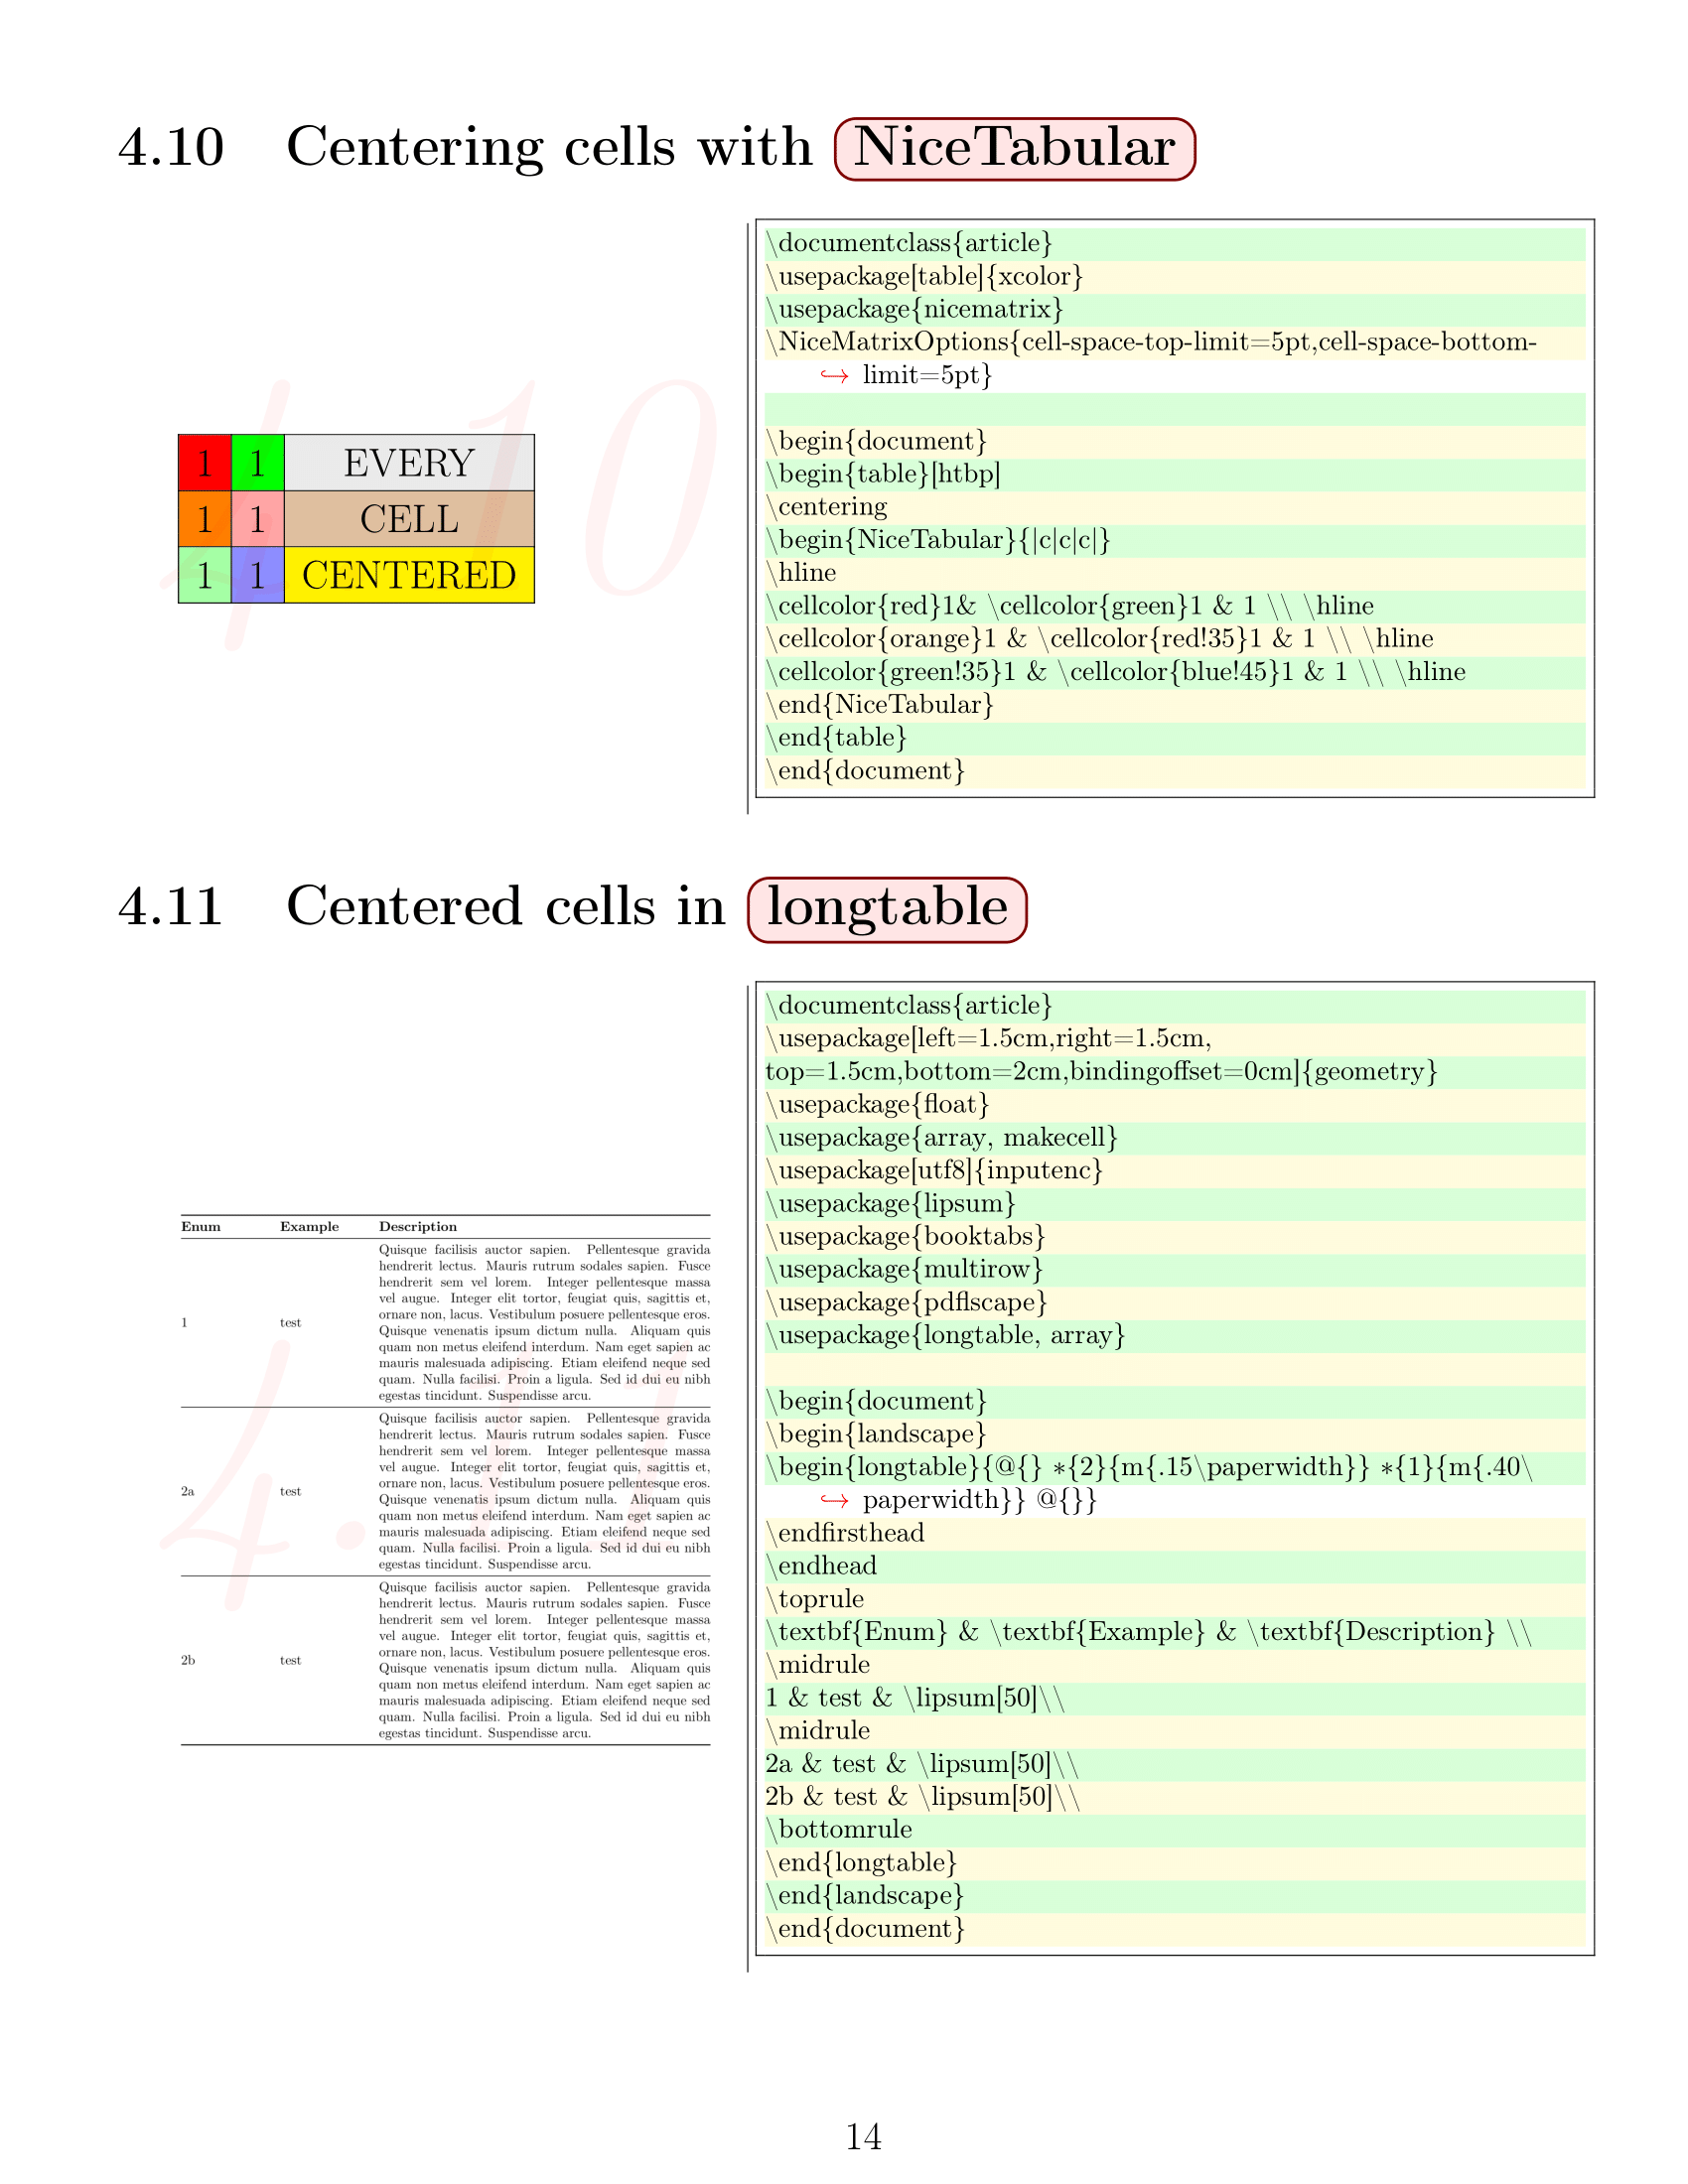 4.10 Centering cells with NiceTabular
4.10
1 1 EVERY
1 1 CELL
1 1 CENTERED
\documentclass{article}
\usepackage[table]{xcolor}
\usepackage{nicematrix}
\NiceMatrixOptions{cell-space-top-limit=5pt,cell-space-bottom-
↪ limit=5pt}
\begin{document}
\begin{table}[htbp]
\centering
\begin{NiceTabular}{|c|c|c|}
\hline
\cellcolor{red}1& \cellcolor{green}1 & 1 \\ \hline
\cellcolor{orange}1 & \cellcolor{red!35}1 & 1 \\ \hline
\cellcolor{green!35}1 & \cellcolor{blue!45}1 & 1 \\ \hline
\end{NiceTabular}
\end{table}
\end{document}
4.11 Centered cells in longtable
4.11
Enum Example Description
Quisque facilisis auctor sapien. Pellentesque gravida
hendrerit lectus. Mauris rutrum sodales sapien. Fusce
hendrerit sem vel lorem. Integer pellentesque massa
vel augue. Integer elit tortor, feugiat quis, sagittis et,
ornare non, lacus. Vestibulum posuere pellentesque eros.
1 test Quisque venenatis ipsum dictum nulla. Aliquam quis
quam non metus eleifend interdum. Nam eget sapien ac
mauris malesuada adipiscing. Etiam eleifend neque sed
quam. Nulla facilisi. Proin a ligula. Sed id dui eu nibh
egestas tincidunt. Suspendisse arcu.
Quisque facilisis auctor sapien. Pellentesque gravida
hendrerit lectus. Mauris rutrum sodales sapien. Fusce
hendrerit sem vel lorem. Integer pellentesque massa
vel augue. Integer elit tortor, feugiat quis, sagittis et,
ornare non, lacus. Vestibulum posuere pellentesque eros.
2a test Quisque venenatis ipsum dictum nulla. Aliquam quis
quam non metus eleifend interdum. Nam eget sapien ac
mauris malesuada adipiscing. Etiam eleifend neque sed
quam. Nulla facilisi. Proin a ligula. Sed id dui eu nibh
egestas tincidunt. Suspendisse arcu.
Quisque facilisis auctor sapien. Pellentesque gravida
hendrerit lectus. Mauris rutrum sodales sapien. Fusce
hendrerit sem vel lorem. Integer pellentesque massa
vel augue. Integer elit tortor, feugiat quis, sagittis et,
ornare non, lacus. Vestibulum posuere pellentesque eros.
2b test Quisque venenatis ipsum dictum nulla. Aliquam quis
quam non metus eleifend interdum. Nam eget sapien ac
mauris malesuada adipiscing. Etiam eleifend neque sed
quam. Nulla facilisi. Proin a ligula. Sed id dui eu nibh
egestas tincidunt. Suspendisse arcu.
\documentclass{article}
\usepackage[left=1.5cm,right=1.5cm,
top=1.5cm,bottom=2cm,bindingoffset=0cm]{geometry}
\usepackage{float}
\usepackage{array, makecell}
\usepackage[utf8]{inputenc}
\usepackage{lipsum}
\usepackage{booktabs}
\usepackage{multirow}
\usepackage{pdflscape}
\usepackage{longtable, array}
\begin{document}
\begin{landscape}
\begin{longtable}{@{} *{2}{m{.15\paperwidth}} *{1}{m{.40\
↪ paperwidth}} @{}}
\endfirsthead
\endhead
\toprule
\textbf{Enum} & \textbf{Example} & \textbf{Description} \\
\midrule
1 & test & \lipsum[50]\\
\midrule
2a & test & \lipsum[50]\\
2b & test & \lipsum[50]\\
\bottomrule
\end{longtable}
\end{landscape}
\end{document}
14